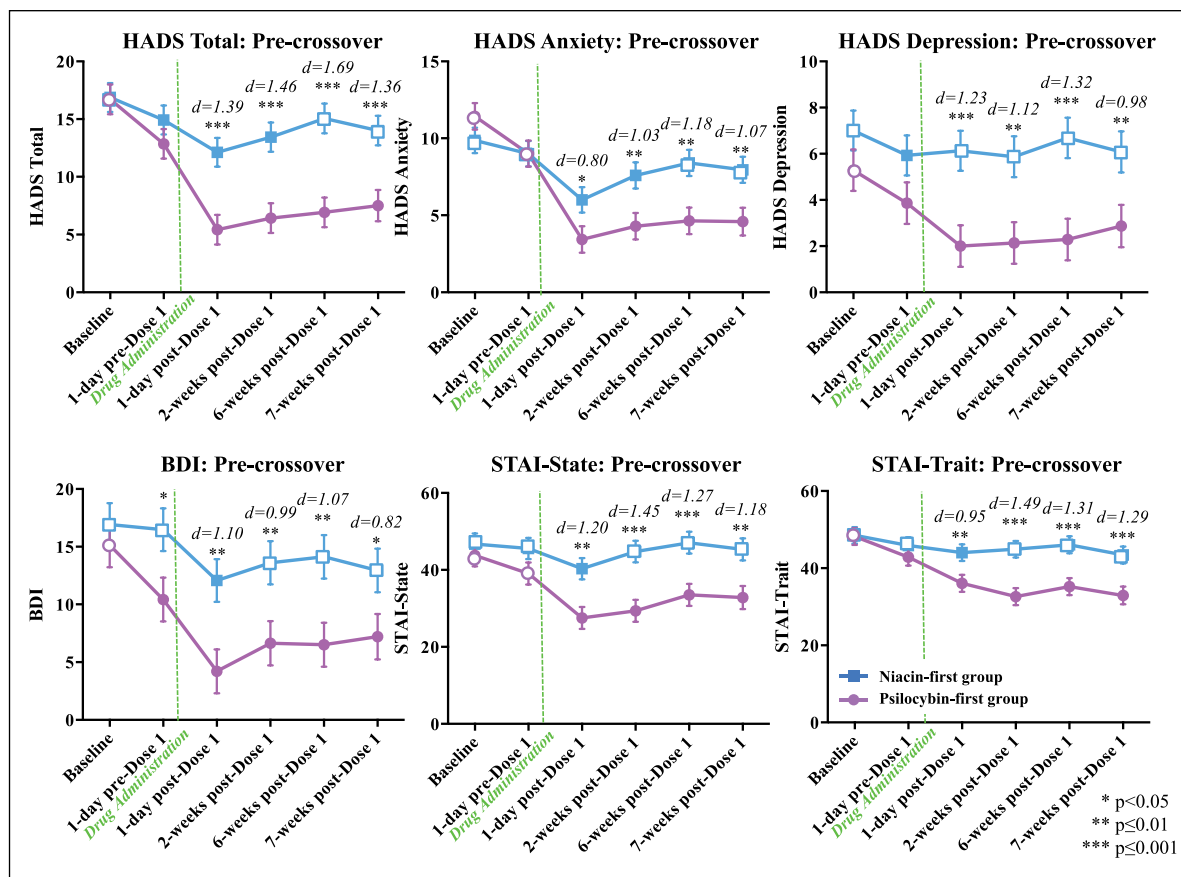 HADS Total: Pre-crossover
HADS Total
20
15
10
5
0
d=1.39
***
d=1.46
***
d=1.69
***
d=1.36
***
Baseline
1-day pre-Dose 1
Drug Administration
1-day post-Dose 1
2-weeks post-Dose 1
6-weeks post-Dose 1
7-weeks post-Dose 1
HADS Anxiety: Pre-crossover
HADS Anxiety
15
10
5
0
d=0.80
*
d=1.03
**
d=1.18
**
d=1.07
**
Baseline
1-day pre-Dose 1
Drug Administration
1-day post-Dose 1
2-weeks post-Dose 1
6-weeks post-Dose 1
7-weeks post-Dose 1
HADS Depression: Pre-crossover
HADS Depression
10
8
6
4
2
0
d=1.23
***
d=1.12
**
d=1.32
***
d=0.98
**
Baseline
1-day pre-Dose 1
Drug Administration
1-day post-Dose 1
2-weeks post-Dose 1
6-weeks post-Dose 1
7-weeks post-Dose 1
BDI: Pre-crossover
BDI
20
15
10
5
0
*
d=1.10
**
d=0.99
**
d=1.07
**
d=0.82
*
Baseline
1-day pre-Dose 1
Drug Administration
1-day post-Dose 1
2-weeks post-Dose 1
6-weeks post-Dose 1
7-weeks post-Dose 1
STAI-State: Pre-crossover
STAI-State
60
40
20
0
d=1.20
**
d=1.45
***
d=1.27
***
d=1.18
**
Baseline
1-day pre-Dose 1
Drug Administration
1-day post-Dose 1
2-weeks post-Dose 1
6-weeks post-Dose 1
7-weeks post-Dose 1
STAI-Trait: Pre-crossover
STAI-Trait
60
40
20
0
d=0.95
**
d=1.49
***
d=1.31
***
d=1.29
***
Niacin-first group
Psilocybin-first group
Baseline
1-day pre-Dose 1
Drug Administration
1-day post-Dose 1
2-weeks post-Dose 1
6-weeks post-Dose 1
7-weeks post-Dose 1
* p<0.05
** p≤0.01
*** p≤0.001